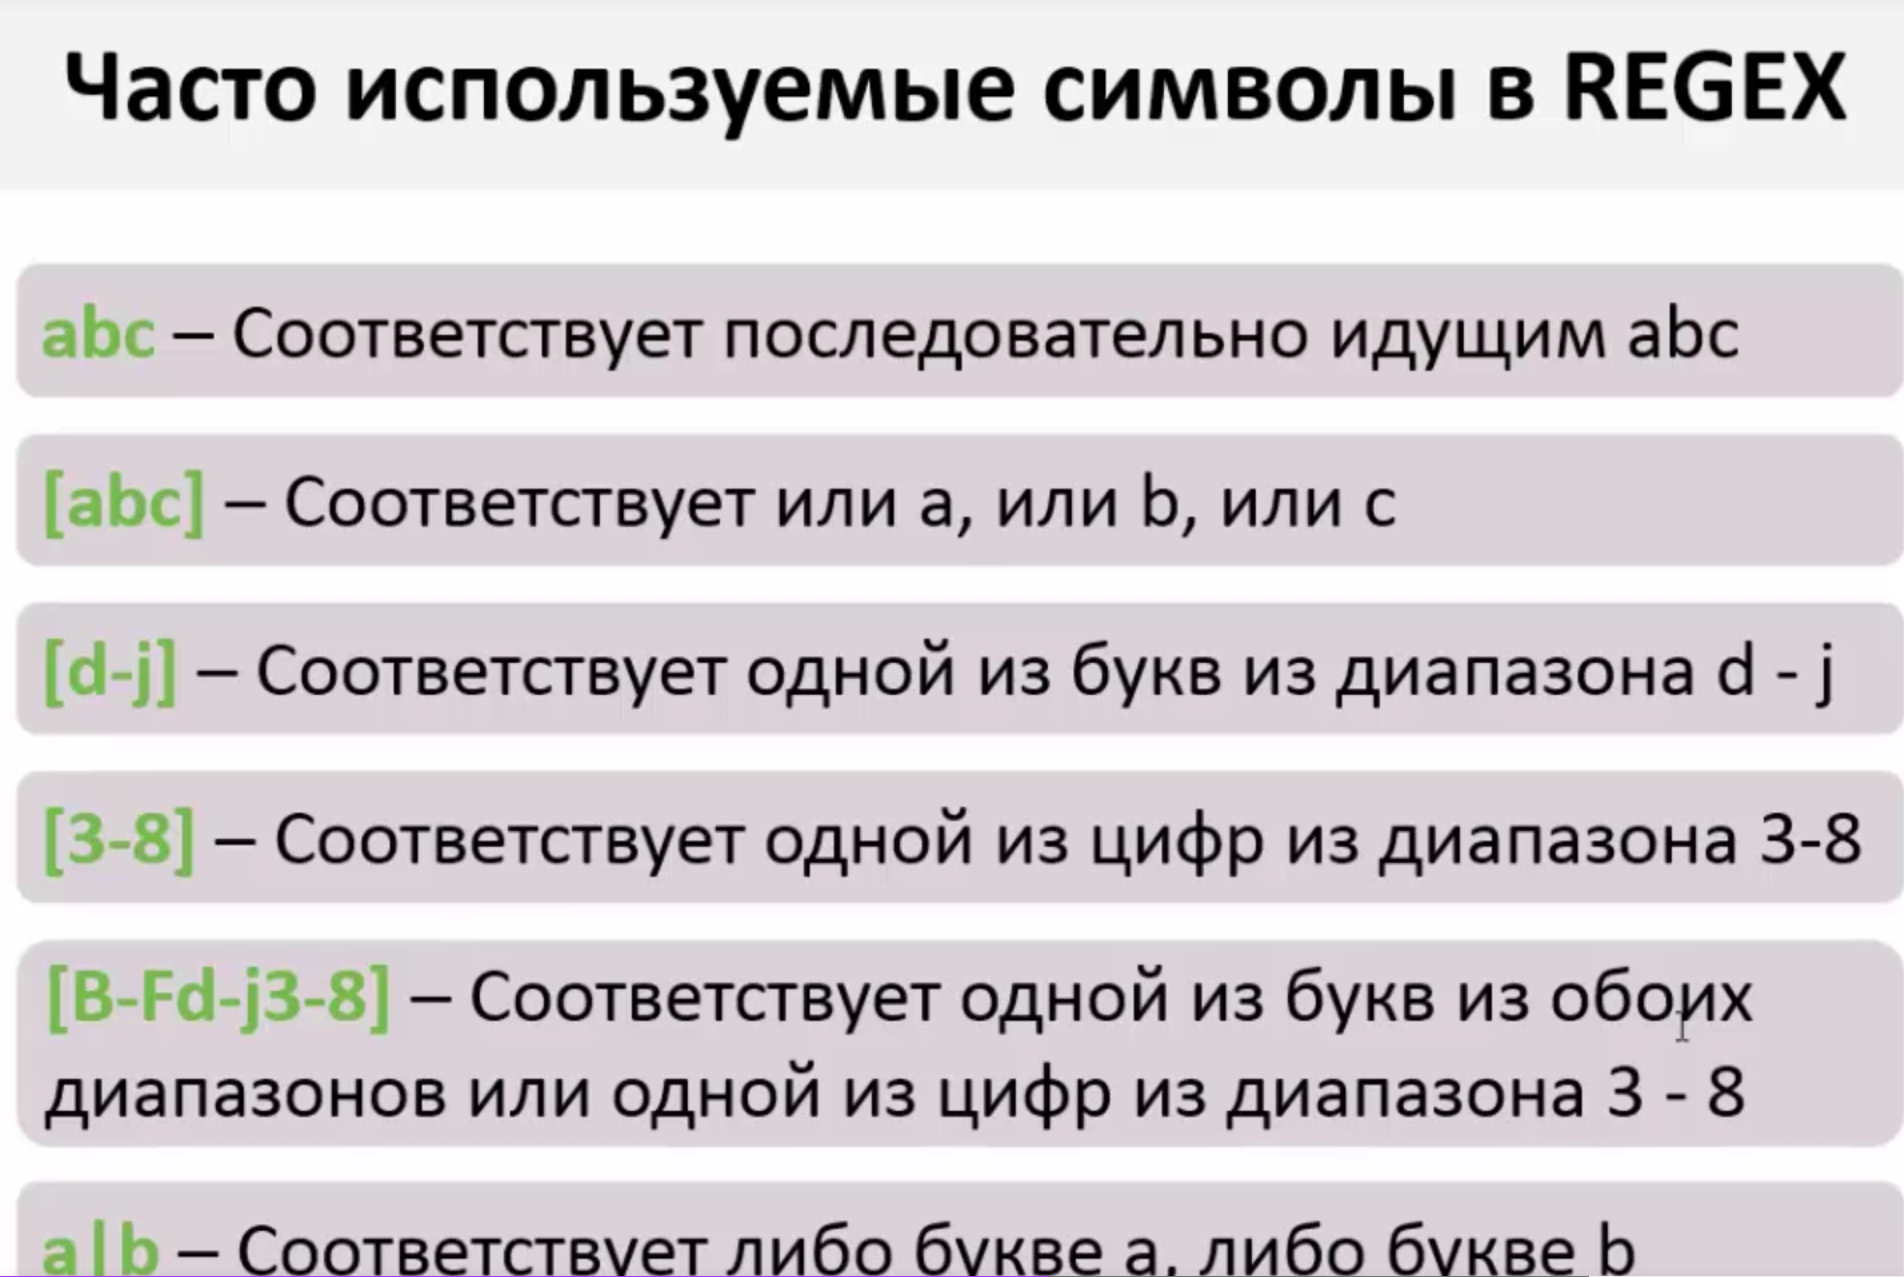 Часто используемые символы в REGEX
abc – Соответствует последовательно идущим abc
[abc] – Соответствует или a, или b, или c
[d-j] – Соответствует одной из букв из диапазона d - j
[3-8] – Соответствует одной из цифр из диапазона 3-8
[B-Fd-j3-8] – Соответствует одной из букв из обоих
диапазонов или одной из цифр из диапазона 3 - 8
a|b – Соответствует либо букве a, либо букве b